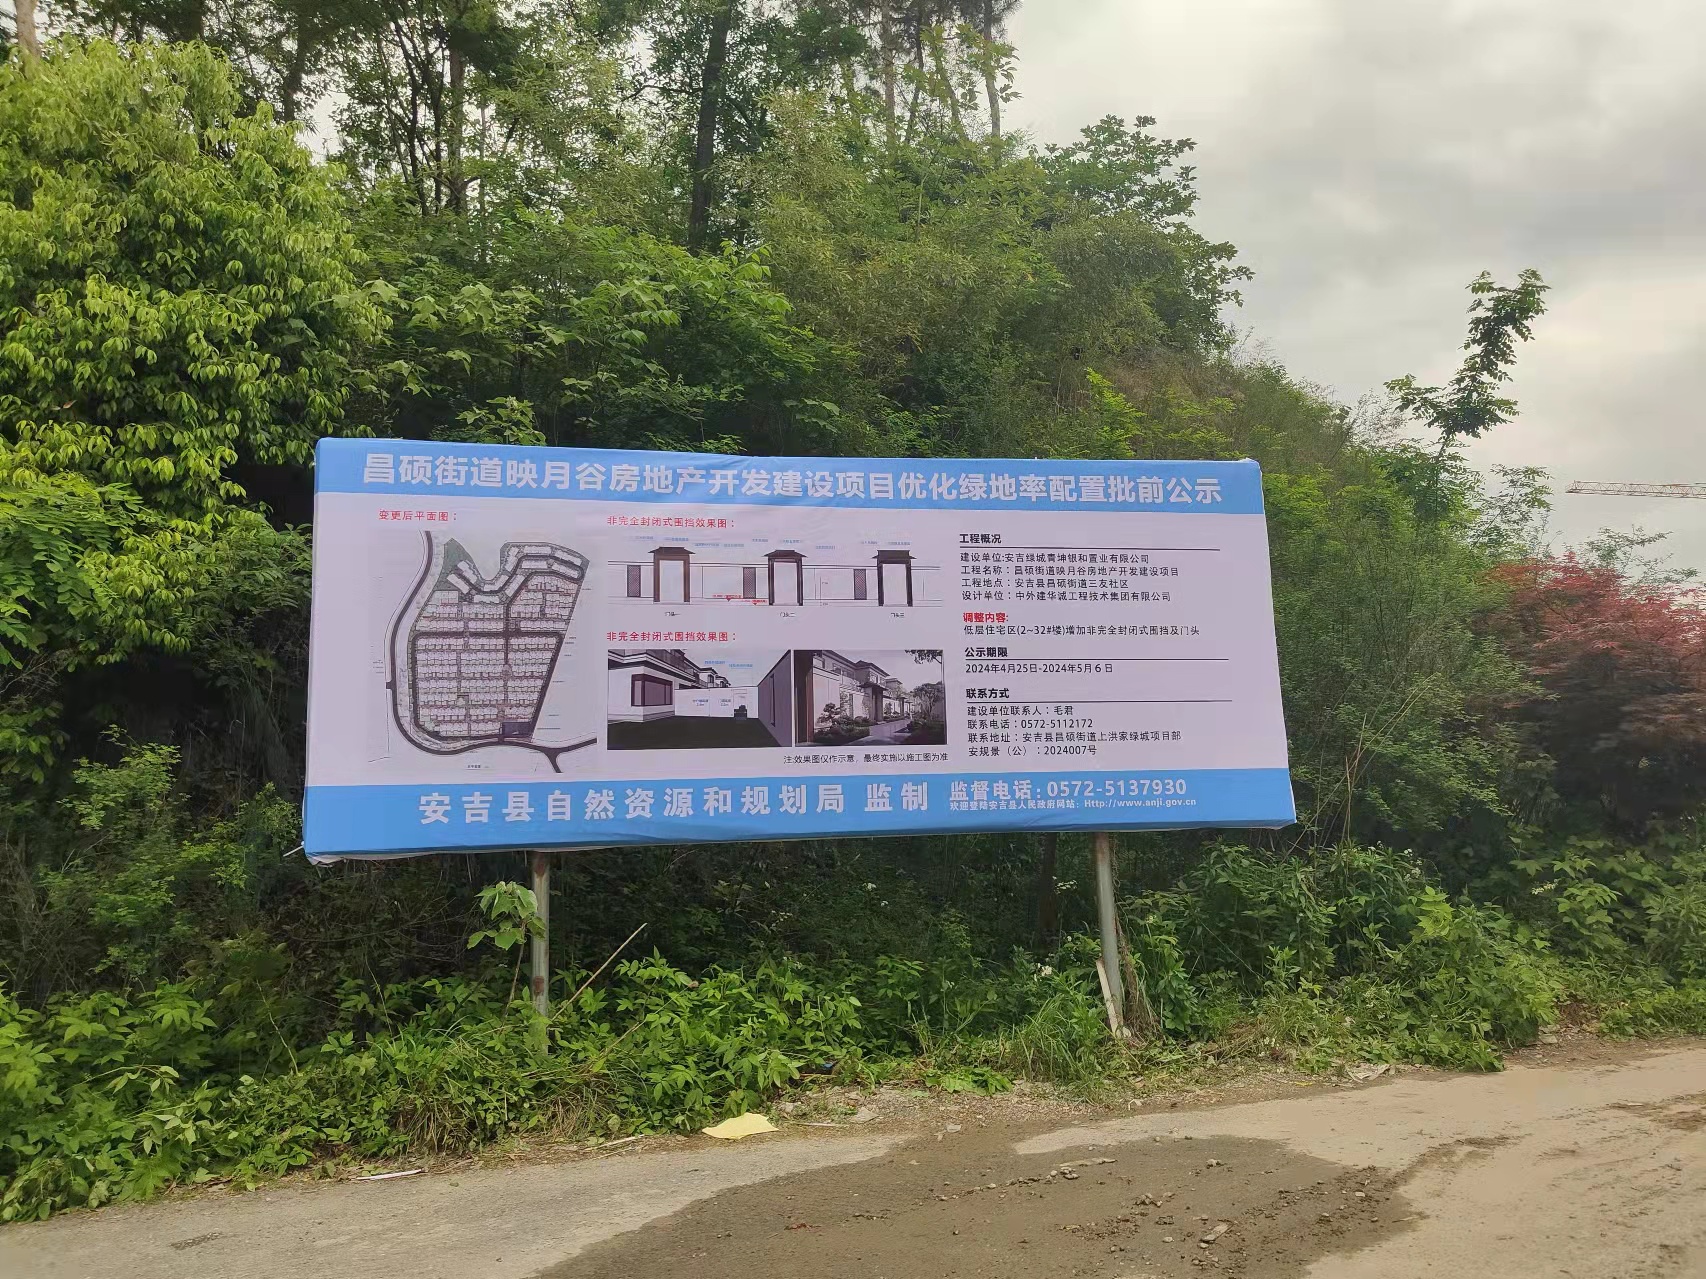 昌硕街道映月谷房地产开发建设项目优化绿地率配置批前公示
变更后平面图：
非完全封闭式围挡效果图：
门头一
门头二
门头三
非完全封闭式围挡效果图：
注:效果图仅作示意，最终实施以施工图为准
工程概况
建设单位:安吉绿城青坤银和置业有限公司
工程名称：昌硕街道映月谷房地产开发建设项目
工程地点：安吉县昌硕街道三友社区
设计单位：中外建华诚工程技术集团有限公司
调整内容:
低层住宅区(2~32#楼)增加非完全封闭式围挡及门头
公示期限
2024年4月25日-2024年5月6日
联系方式
建设单位联系人：毛君
联系电话：0572-5112172
联系地址：安吉县昌硕街道上洪家绿城项目部
安规景（公）：2024007号
安吉县自然资源和规划局 监制
监督电话：0572-5137930
欢迎登陆安吉县人民政府网站：Http://www.anji.gov.cn